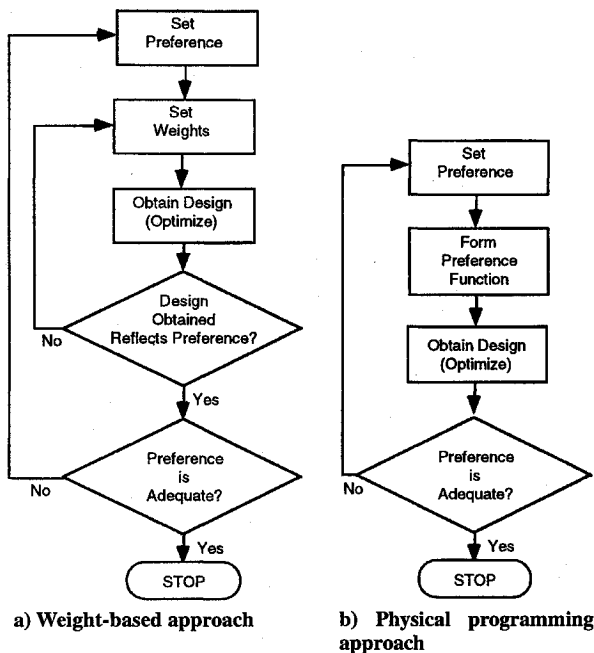 Set
Preference
Set
Weights
Obtain Design
(Optimize)
Design
Obtained
Reflects Preference?
No
Yes
Preference
is
Adequate?
No
Yes
STOP
a) Weight-based approach
Set
Preference
Form
Preference
Function
Obtain Design
(Optimize)
Preference
is
Adequate?
No
Yes
STOP
b) Physical programming
approach